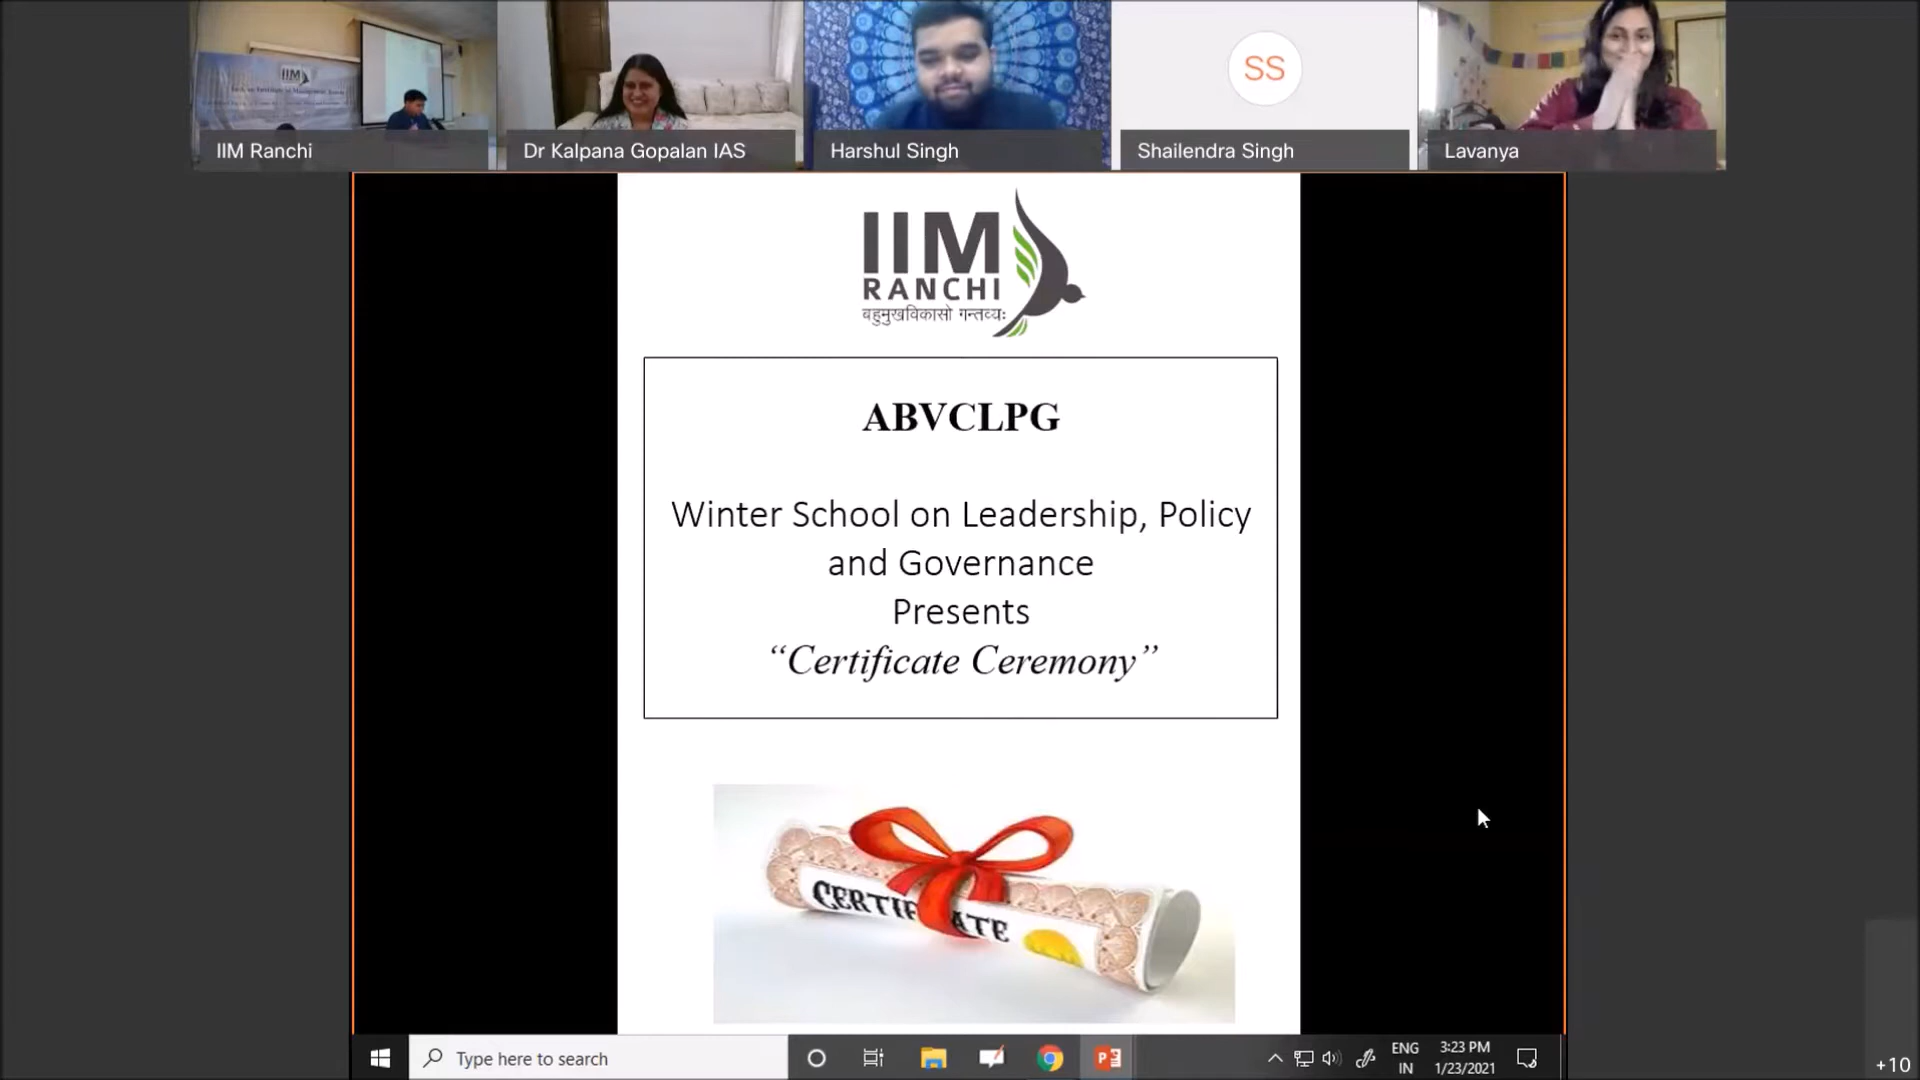 IIM
IIM Ranchi
Dr Kalpana Gopalan IAS
Harshul Singh
SS
Shailendra Singh
Lavanya
IIM
RANCHI
बहुमुखविकासो गन्तव्यः
ABVCLPG
Winter School on Leadership, Policy
and Governance
Presents
“Certificate Ceremony”
CERTIF ATE
Type here to search
ENG
IN
3:23 PM
1/23/2021
+10